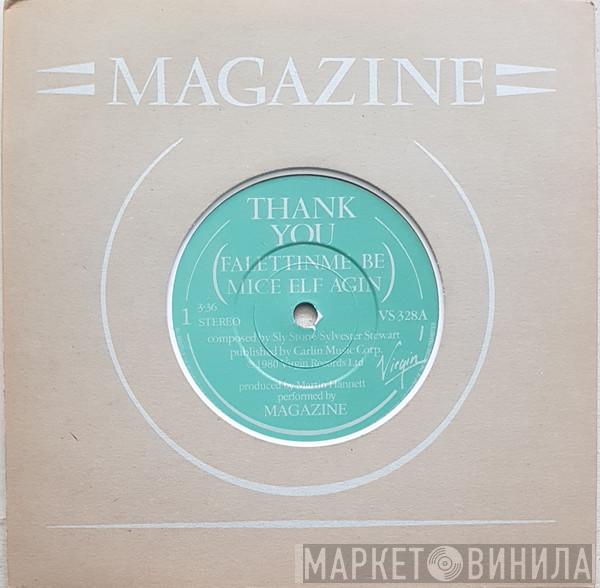 MAGAZINE
THANK
YOU
(FALETTINME BE
MICE ELF AGIN)
1 3·36
STEREO
VS 328A
composed by Sly Stone/Sylvester Stewart
published by Carlin Music Corp.
℗1980 Virgin Records Ltd
Virgin
produced by Martin Hannett
performed by
MAGAZINE
МАРКЕТ ВИНИЛА